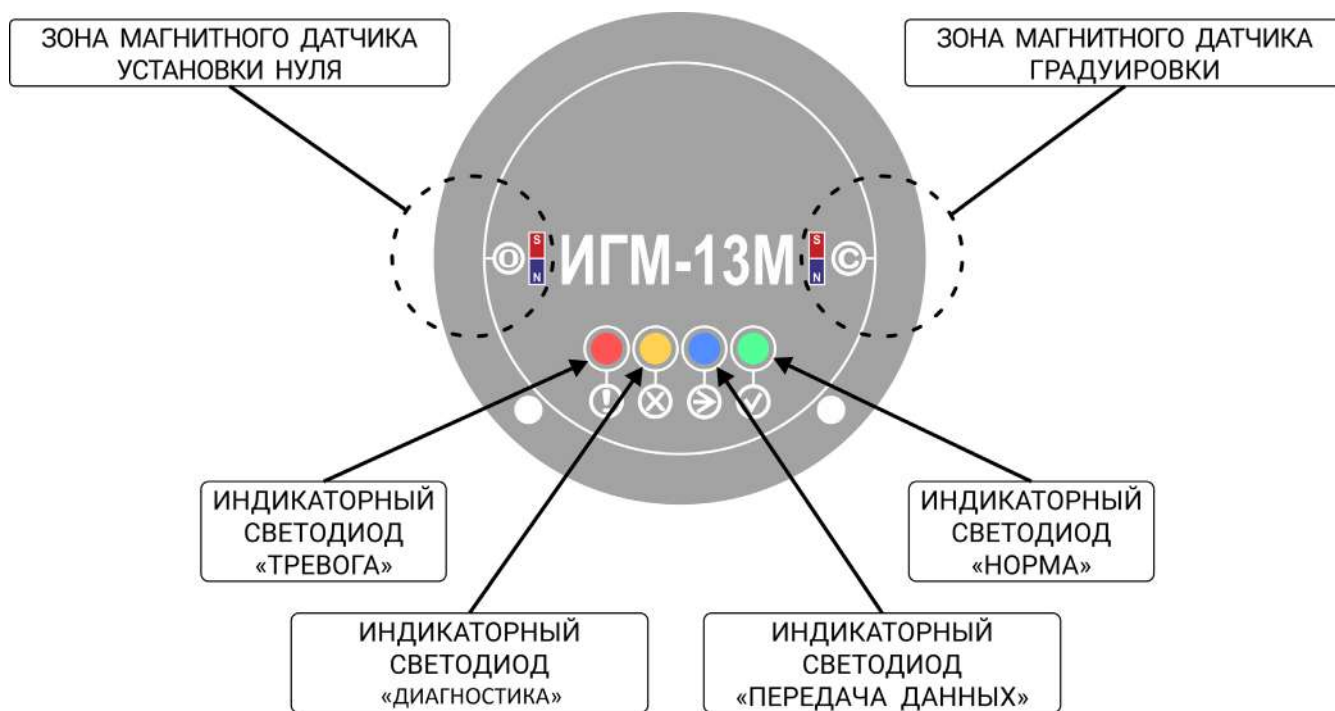 ЗОНА МАГНИТНОГО ДАТЧИКА
УСТАНОВКИ НУЛЯ
ЗОНА МАГНИТНОГО ДАТЧИКА
ГРАДУИРОВКИ
O
S
N
ИГМ-13М
S
N
C
ИНДИКАТОРНЫЙ
СВЕТОДИОД
«ТРЕВОГА»
ИНДИКАТОРНЫЙ
СВЕТОДИОД
«НОРМА»
ИНДИКАТОРНЫЙ
СВЕТОДИОД
«ДИАГНОСТИКА»
ИНДИКАТОРНЫЙ
СВЕТОДИОД
«ПЕРЕДАЧА ДАННЫХ»